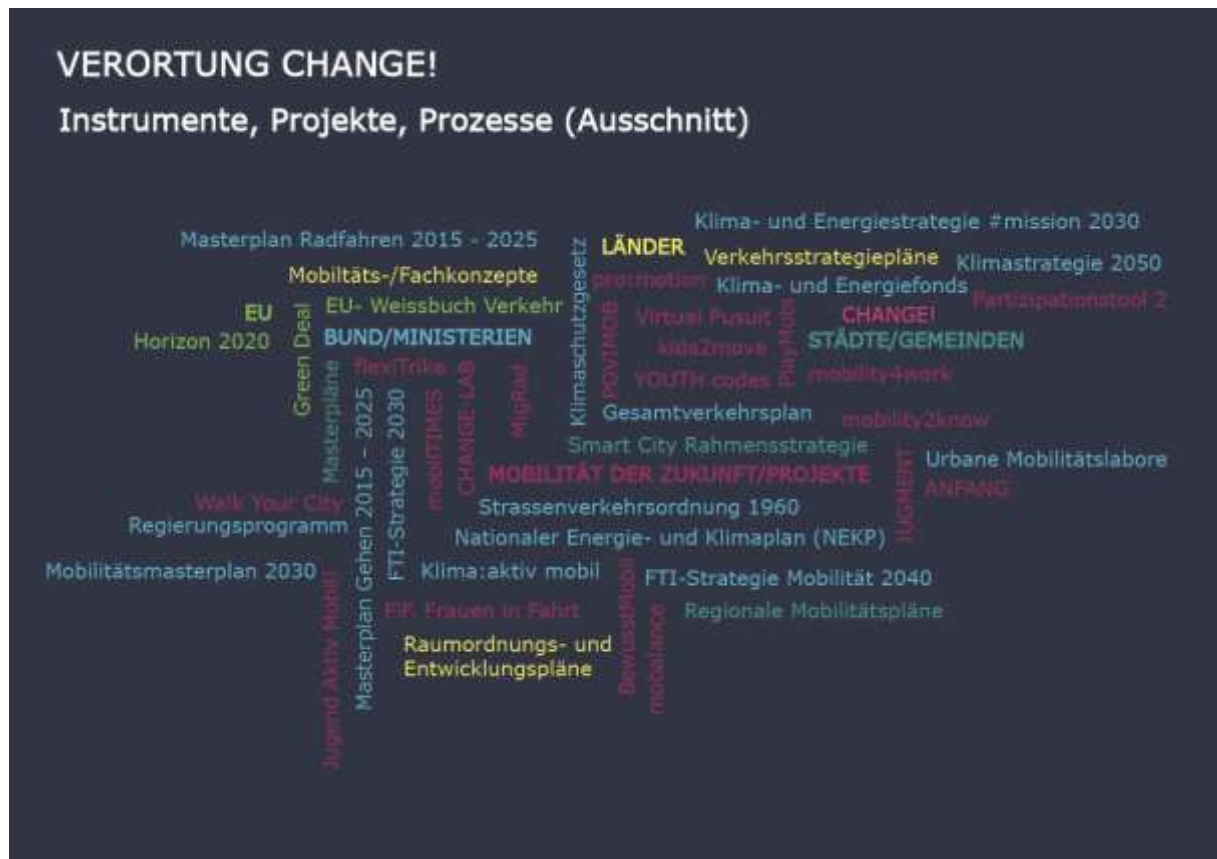 VERORTUNG CHANGE!
Instrumente, Projekte, Prozesse (Ausschnitt)
Klima- und Energiestrategie #mission 2030
Masterplan Radfahren 2015 - 2025
LÄNDER
Verkehrsstrategiepläne
Klimastrategie 2050
Mobiltäts-/Fachkonzepte
Klimaschutzgesetz
pro:motion
Klima- und Energiefonds
Partizipationstool 2
EU
Green Deal
EU- Weissbuch Verkehr
POVIMOB
Virtual Pusuit
PlayMobs
CHANGE!
Horizon 2020
BUND/MINISTERIEN
kids2move
STÄDTE/GEMEINDEN
Masterpläne
flexiTrike
MigRad
YOUTH codes
mobility4work
Masterplan Gehen 2015 - 2025
FTI-Strategie 2030
mobiTIMES
CHANGE-LAB
Gesamtverkehrsplan
mobility2know
Smart City Rahmensstrategie
JUGMENT
Urbane Mobilitätslabore
MOBILITÄT DER ZUKUNFT/PROJEKTE
ANFANG
Walk Your City
Strassenverkehrsordnung 1960
Regierungsprogramm
Nationaler Energie- und Klimaplan (NEKP)
Mobilitätsmasterplan 2030
Klima:aktiv mobil
BewusstMobil
FTI-Strategie Mobilität 2040
Jugend Aktiv Mobil!
FiF. Frauen in Fahrt
mobalance
Regionale Mobilitätspläne
Raumordnungs- und
Entwicklungspläne